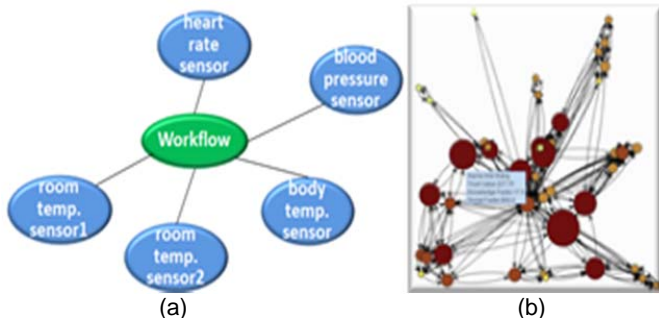 heart
rate
sensor
blood
pressure
sensor
Workflow
room
temp.
sensor1
room
temp.
sensor2
body
temp.
sensor
(a)
(b)